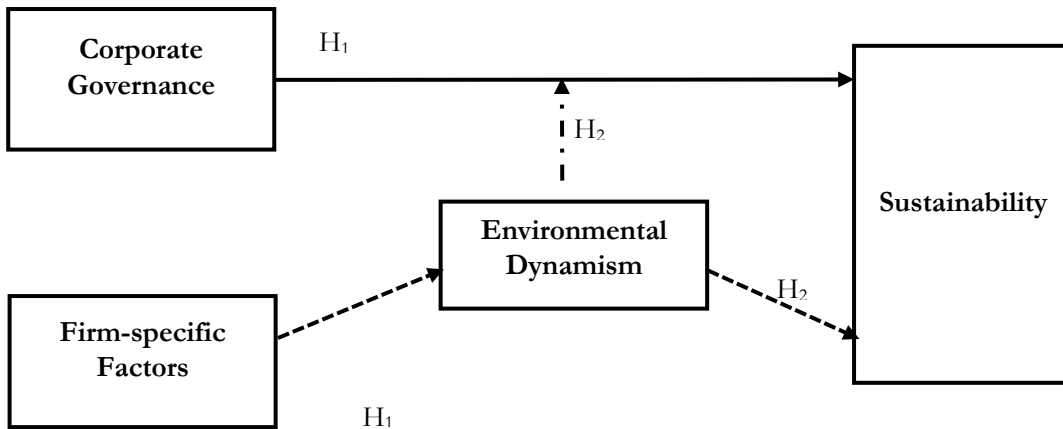 Corporate
Governance
H₁
H₂
Sustainability
Environmental
Dynamism
H₂
Firm-specific
Factors
H₁